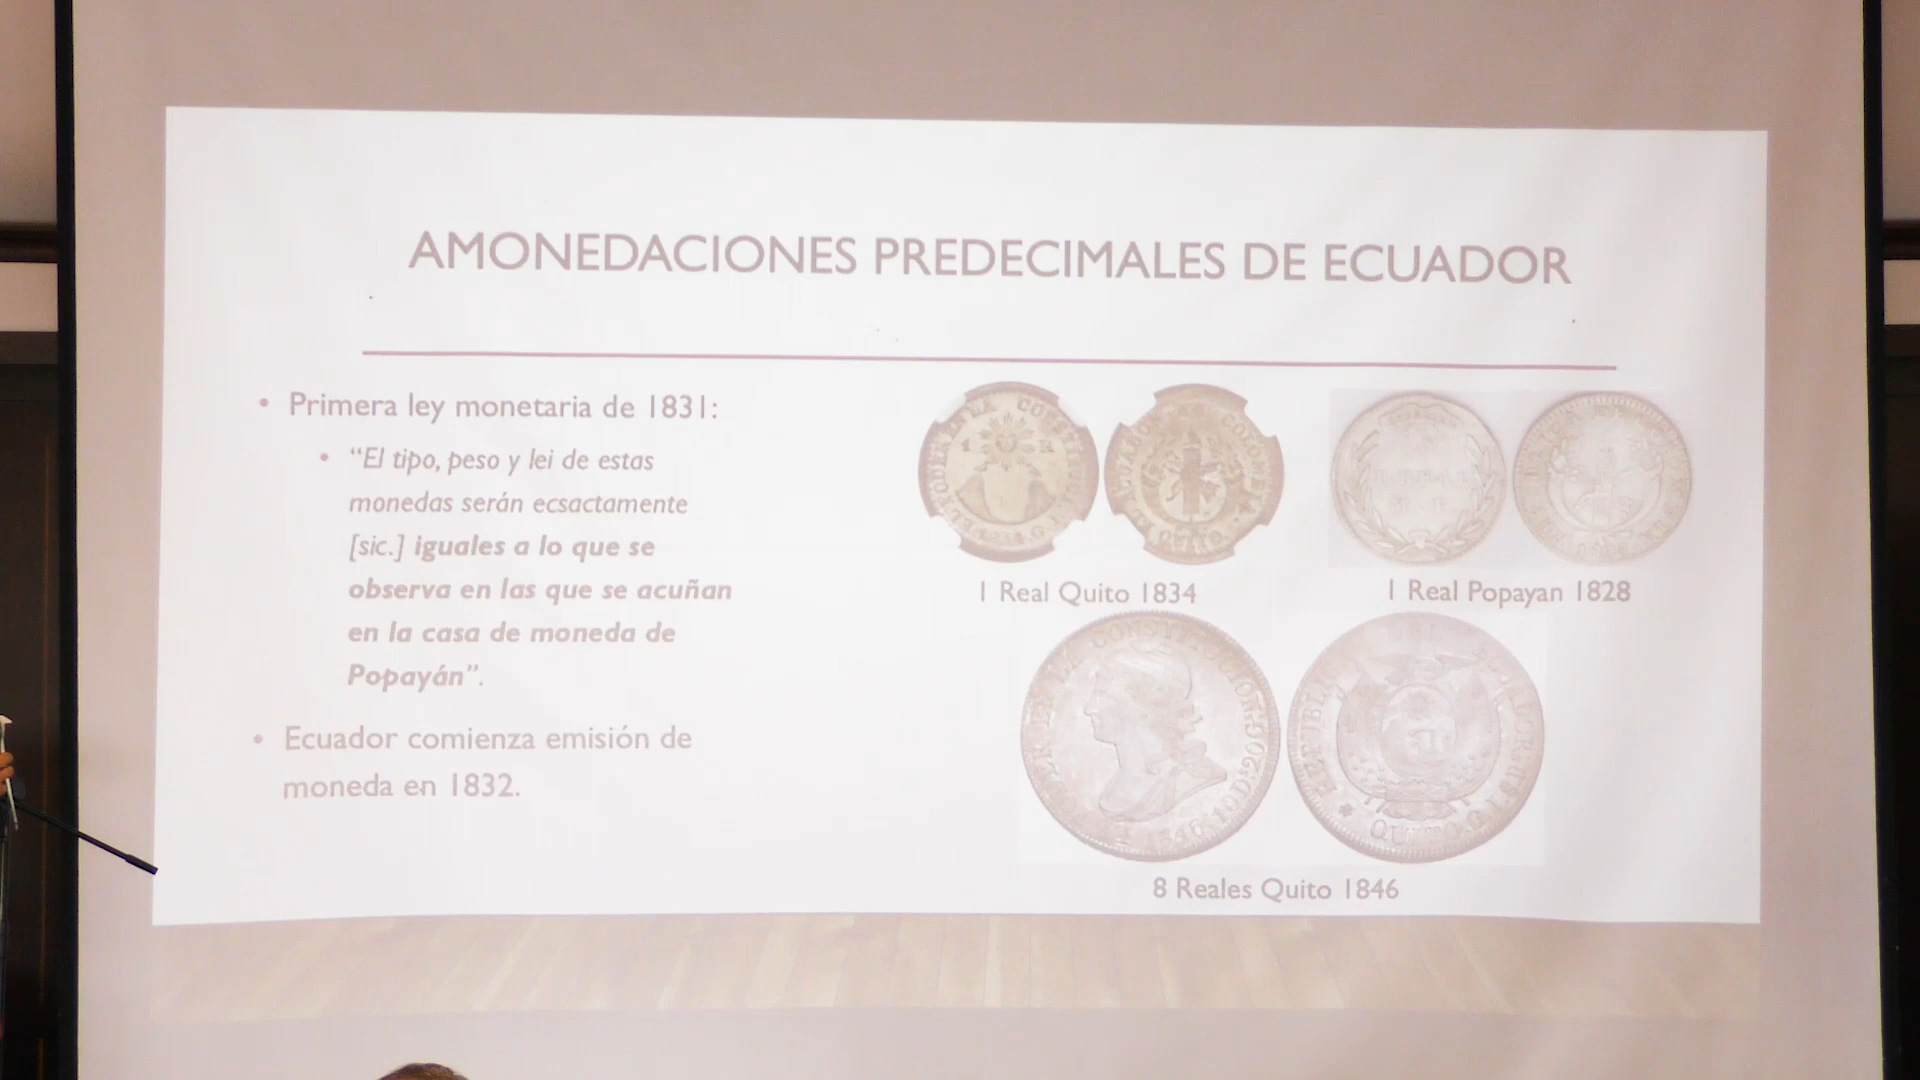 AMONEDACIONES PREDECIMALES DE ECUADOR
• Primera ley monetaria de 1831:
• “El tipo, peso y lei de estas
monedas serán ecsactamente
[sic.] iguales a lo que se
observa en las que se acuñan
en la casa de moneda de
Popayán”.
• Ecuador comienza emisión de
moneda en 1832.
1 Real Quito 1834
1 Real Popayan 1828
8 Reales Quito 1846